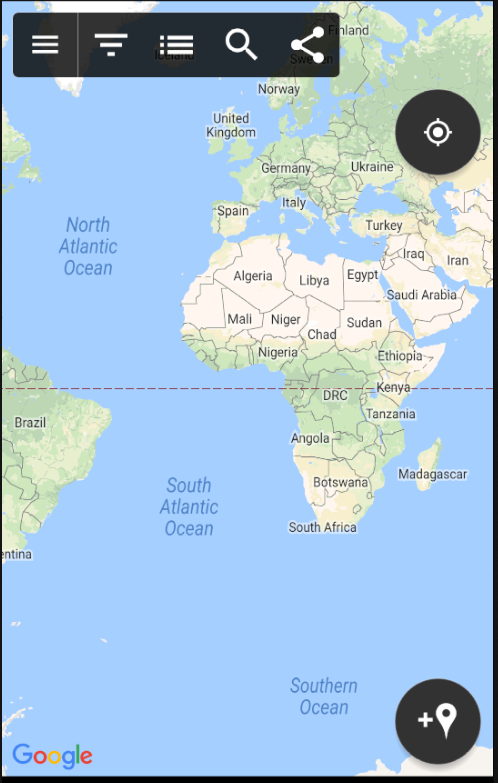 Iceland
Finland
Sweden
Norway
United
Kingdom
Germany
Ukraine
Italy
Spain
Turkey
North
Atlantic
Ocean
Iraq
Iran
Algeria
Libya
Egypt
Saudi Arabia
Mali
Niger
Chad
Sudan
Nigeria
Ethiopia
Kenya
DRC
Brazil
Tanzania
Angola
Madagascar
Botswana
South
Atlantic
Ocean
South Africa
entina
Southern
Ocean
Google